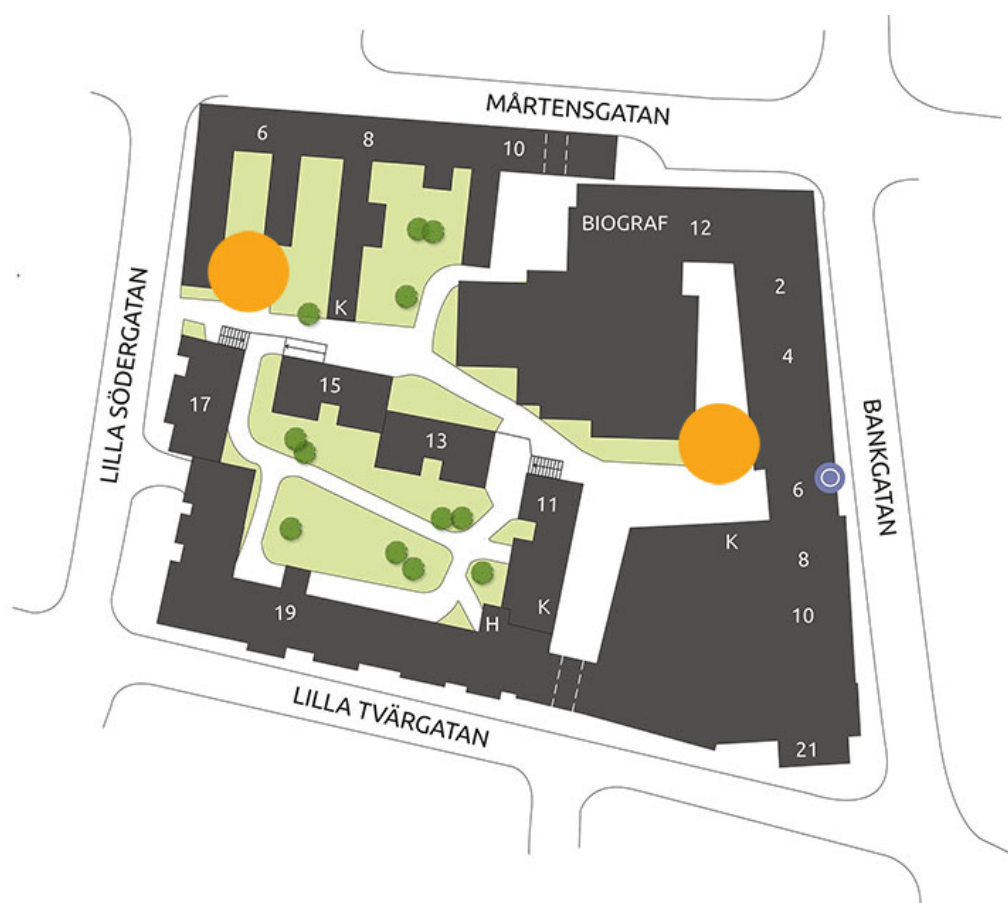 MÅRTENSGATAN
6
8
10
BIOGRAF 12
2
4
K
LILLA SÖDERGATAN
15
17
13
BANKGATAN
6
11
K
8
K
10
19
H
LILLA TVÄRGATAN
21